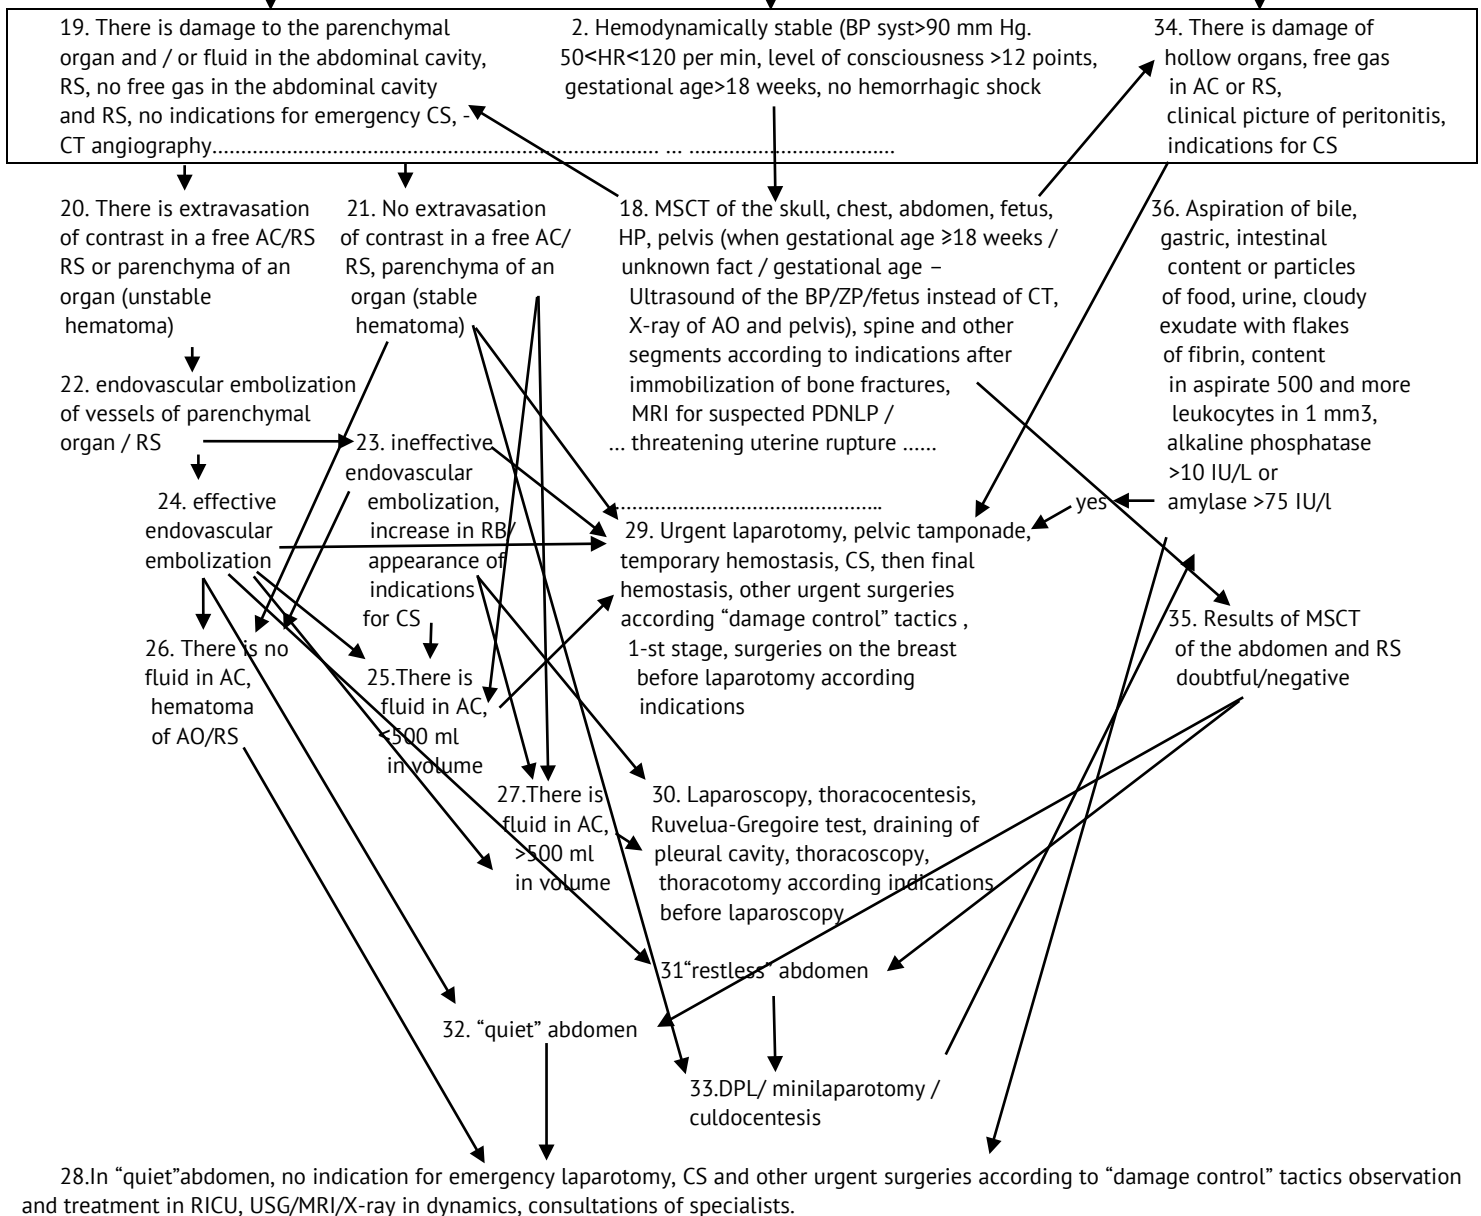 19. There is damage to the parenchymal
organ and / or fluid in the abdominal cavity,
RS, no free gas in the abdominal cavity
and RS, no indications for emergency CS, -
CT angiography............................................................................. ... ....................................
2. Hemodynamically stable (BP syst>90 mm Hg.
50<HR<120 per min, level of consciousness >12 points,
gestational age>18 weeks, no hemorrhagic shock
34. There is damage of
hollow organs, free gas
in AC or RS,
clinical picture of peritonitis,
indications for CS
20. There is extravasation
of contrast in a free AC/RS
RS or parenchyma of an
organ (unstable
hematoma)
21. No extravasation
of contrast in a free AC/
RS, parenchyma of an
organ (stable
hematoma)
18. MSCT of the skull, chest, abdomen, fetus,
HP, pelvis (when gestational age ≥18 weeks /
unknown fact / gestational age –
Ultrasound of the BP/ZP/fetus instead of CT,
X-ray of AO and pelvis), spine and other
segments according to indications after
immobilization of bone fractures,
MRI for suspected PDNLP /
... threatening uterine rupture ......
...............................................
36. Aspiration of bile,
gastric, intestinal
content or particles
of food, urine, cloudy
exudate with flakes
of fibrin, content
in aspirate 500 and more
leukocytes in 1 mm3,
alkaline phosphatase
>10 IU/L or
amylase >75 IU/l
yes
22. endovascular embolization
of vessels of parenchymal
organ / RS
23. ineffective
endovascular
embolization,
increase in RB/
appearance of
indications
for CS
24. effective
endovascular
embolization
29. Urgent laparotomy, pelvic tamponade,
temporary hemostasis, CS, then final
hemostasis, other urgent surgeries
according “damage control” tactics ,
1-st stage, surgeries on the breast
before laparotomy according
indications
35. Results of MSCT
of the abdomen and RS
doubtful/negative
26. There is no
fluid in AC,
hematoma
of AO/RS
25.There is
fluid in AC,
<500 ml
in volume
27.There is
fluid in AC,
>500 ml
in volume
30. Laparoscopy, thoracocentesis,
Ruvelua-Gregoire test, draining of
pleural cavity, thoracoscopy,
thoracotomy according indications
before laparoscopy
31“restless” abdomen
32. “quiet” abdomen
33.DPL/ minilaparotomy /
culdocentesis
28.In “quiet”abdomen, no indication for emergency laparotomy, CS and other urgent surgeries according to “damage control” tactics observation
and treatment in RICU, USG/MRI/X-ray in dynamics, consultations of specialists.